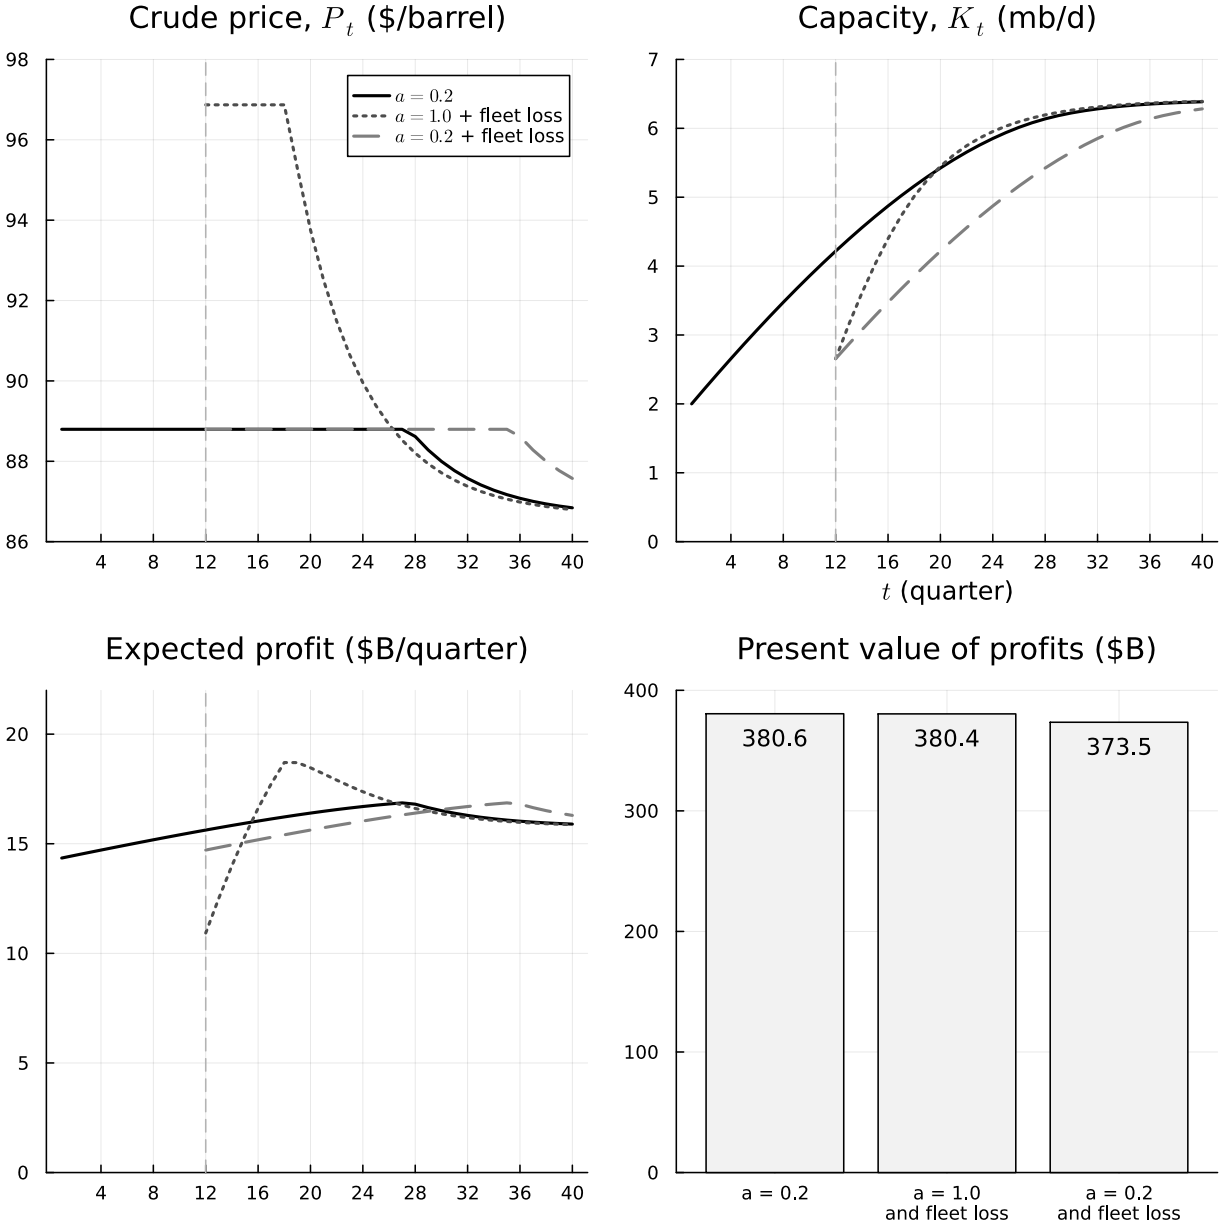 Crude price, P_t ($/barrel)
98
96
94
92
90
88
86
4 8 12 16 20 24 28 32 36 40
a = 0.2
a = 1.0 + fleet loss
a = 0.2 + fleet loss
Capacity, K_t (mb/d)
7
6
5
4
3
2
1
0
4 8 12 16 20 24 28 32 36 40
t (quarter)
Expected profit ($B/quarter)
20
15
10
5
0
4 8 12 16 20 24 28 32 36 40
Present value of profits ($B)
400
300
200
100
0
380.6
380.4
373.5
a = 0.2
a = 1.0
and fleet loss
a = 0.2
and fleet loss